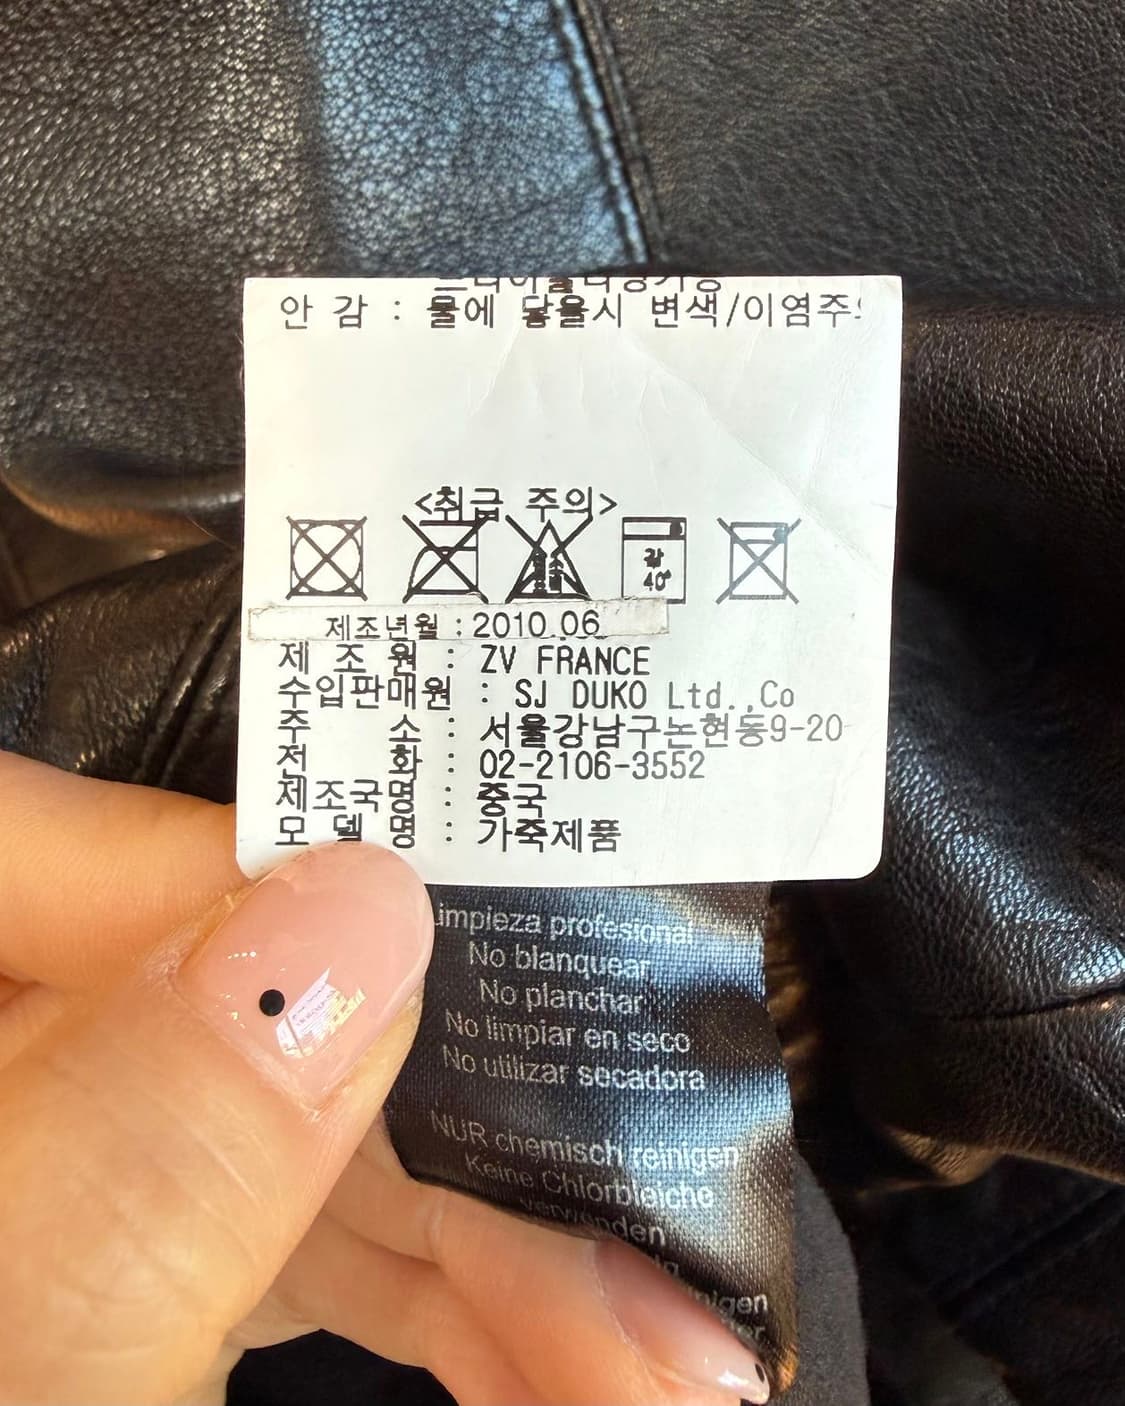 안 감 : 물에 닿을시 변색/이염주
<취급 주의>
약
40°
제조년월 : 2010.06
제 조 원 : ZV FRANCE
수입판매원 : SJ DUKO Ltd.,Co
주 소 : 서울강남구논현동9-20
전 화 : 02-2106-3552
제조국명 : 중국
모 델 명 : 가죽제품
impieza profesional
No blanquear
No planchar
No limpiar en seco
No utilizar secadora
NUR chemisch reinigen
Keine Chlorbleiche
verwenden